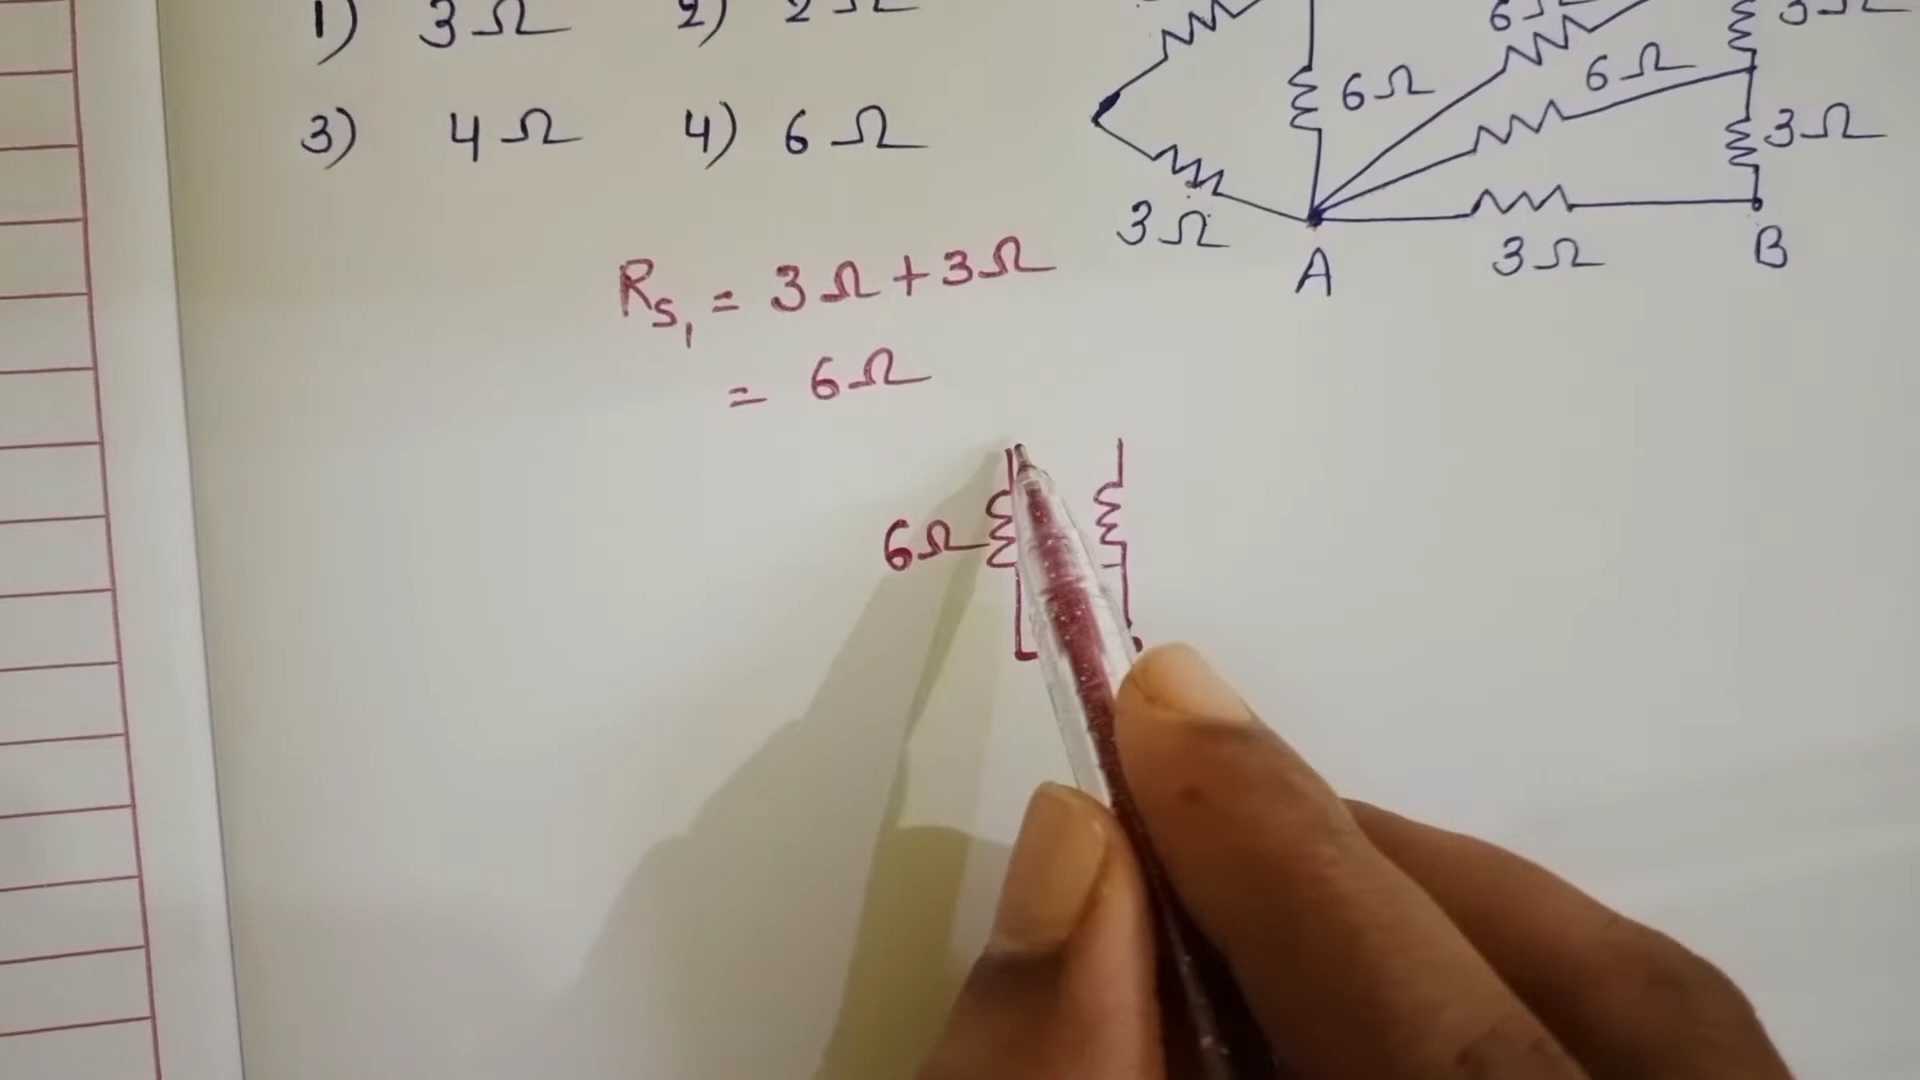 1) 3Ω 2) 2Ω
3) 4Ω 4) 6Ω
6Ω 3Ω
6Ω 6Ω
3Ω
3Ω 3Ω
A B
Rs₁ = 3Ω + 3Ω
= 6Ω
6Ω